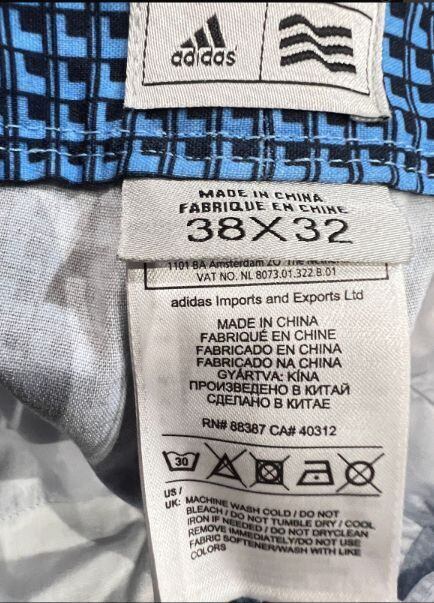 adidas
MADE IN CHINA
FABRIQUE EN CHINE
38X32
1101 BA Amsterdam ZO The
VAT NO. NL 8073.01.322.B.01
adidas Imports and Exports Ltd
MADE IN CHINA
FABRIQUÉ EN CHINE
FABRICADO EN CHINA
FABRICADO NA CHINA
GYÁRTVA: KÍNA
ПРОИЗВЕДЕНО В КИТАЙ
СДЕЛАНО В КИТАЕ
RN# 88387 CA# 40312
30
US /
UK: MACHINE WASH COLD / DO NOT
BLEACH / DO NOT TUMBLE DRY / COOL
IRON IF NEEDED / DO NOT DRYCLEAN
REMOVE IMMEDIATELY/DO NOT USE
FABRIC SOFTENER/WASH WITH LIKE
COLORS